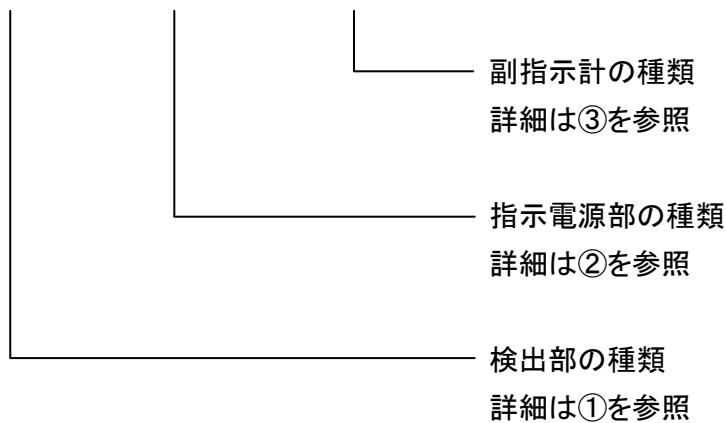 副指示計の種類
詳細は③を参照
指示電源部の種類
詳細は②を参照
検出部の種類
詳細は①を参照